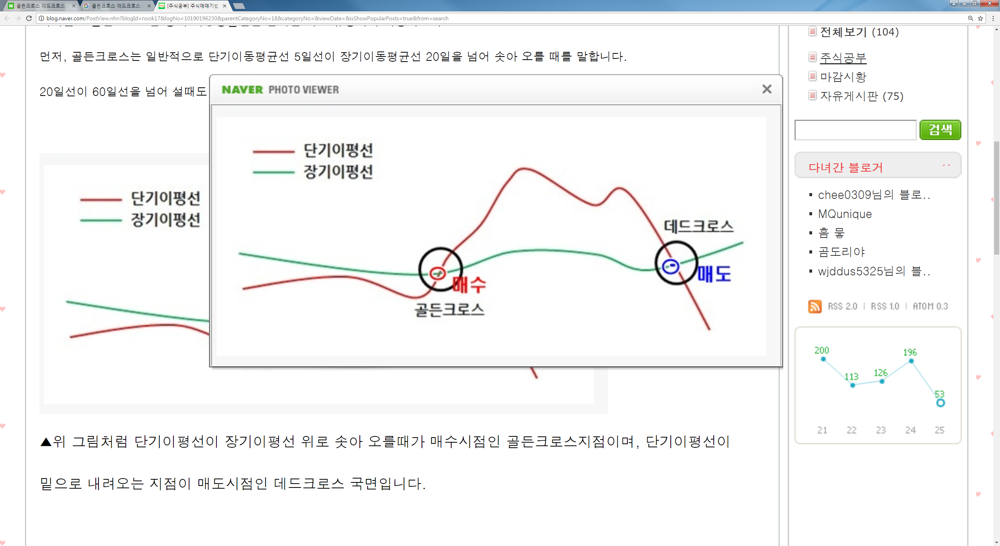 골든크로스 데드크로스
골든크로스 데드크로스 -
[주식공부] 주식매매기법
blog.naver.com/PostView.nhn?blogId=nook17&logNo=10190196230&parentCategoryNo=18&categoryNo=&viewDate=&isShowPopularPosts=true&from=search
먼저, 골든크로스는 일반적으로 단기이동평균선 5일선이 장기이동평균선 20일을 넘어 솟아 오를 때를 말합니다.
20일선이 60일선을 넘어 설때도
NAVER PHOTO VIEWER
단기이평선
장기이평선
데드크로스
매도
매수
골든크로스
단기이평선
장기이평선
▲위 그림처럼 단기이평선이 장기이평선 위로 솟아 오를때가 매수시점인 골든크로스지점이며, 단기이평선이
밑으로 내려오는 지점이 매도시점인 데드크로스 국면입니다.
전체보기 (104)
주식공부
마감시황
자유게시판 (75)
검색
다녀간 블로거
chee0309님의 블로..
MQunique
흠 뮿
곰도리야
wjddus5325님의 블..
RSS 2.0 | RSS 1.0 | ATOM 0.3
200
113
126
196
53
21 22 23 24 25